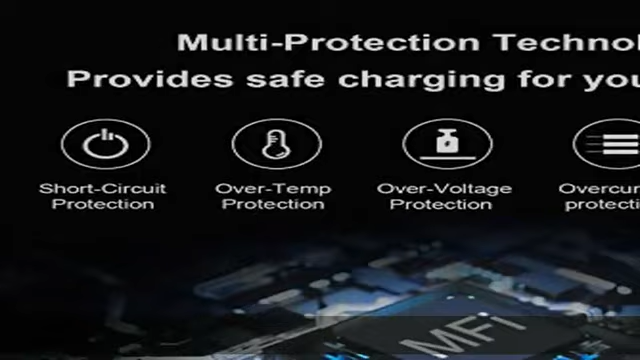 Multi-Protection Technol
Provides safe charging for you
Short-Circuit
Protection
Over-Temp
Protection
Over-Voltage
Protection
Overcur
protecti
MFi